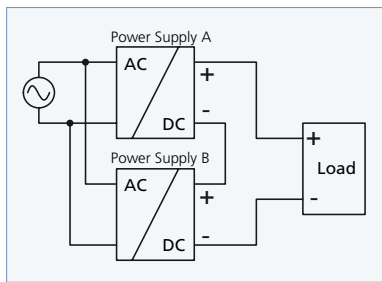 Power Supply A
AC
+
-
DC
+
Load
-
Power Supply B
AC
+
-
DC